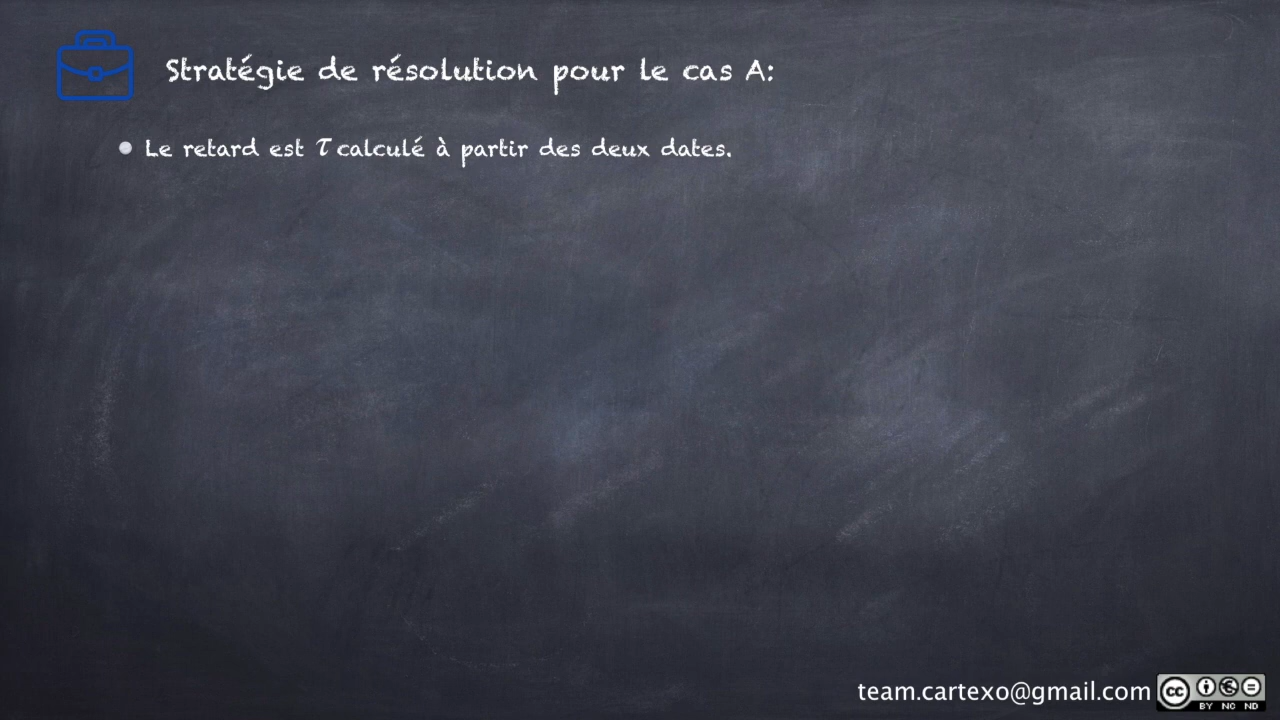 Stratégie de résolution pour le cas A:
Le retard est τ calculé à partir des deux dates.
team.cartexo@gmail.com
cc
BY NC ND